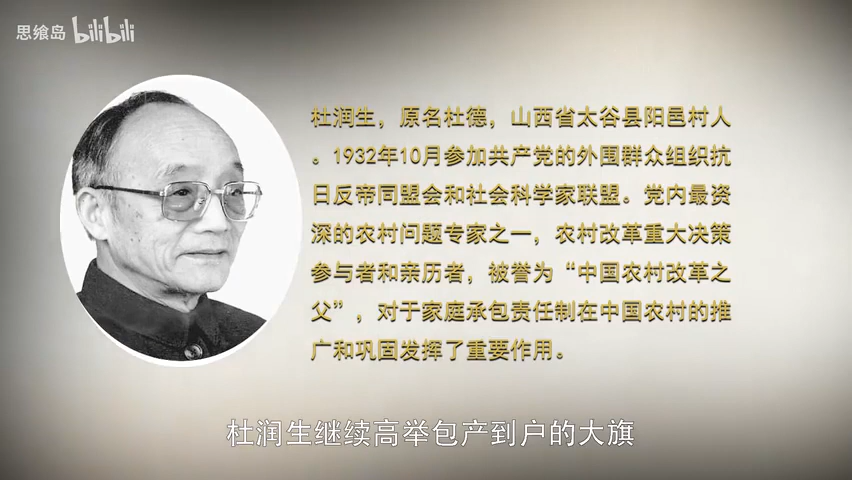 思飨岛 bilibili
杜润生，原名杜德，山西省太谷县阳邑村人
。1932年10月参加共产党的外围群众组织抗
日反帝同盟会和社会科学家联盟。党内最资
深的农村问题专家之一，农村改革重大决策
参与者和亲历者，被誉为“中国农村改革之
父”，对于家庭承包责任制在中国农村的推
广和巩固发挥了重要作用。
杜润生继续高举包产到户的大旗